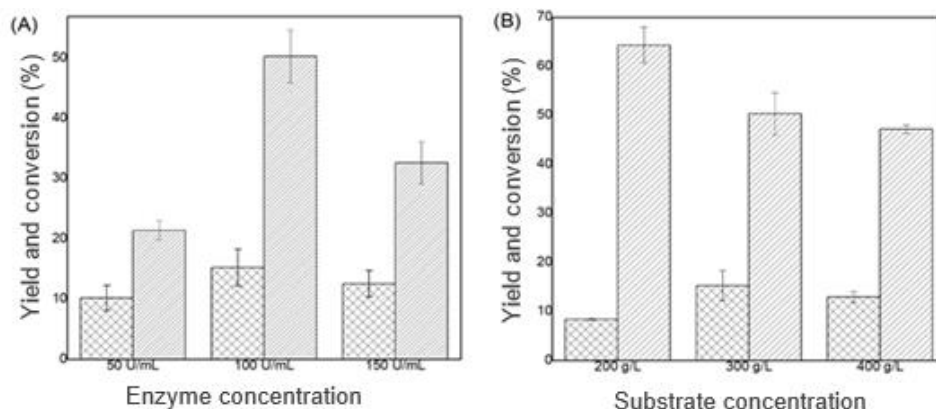 (A)
Yield and conversion (%)
50
40
30
20
10
0
50 U/mL 100 U/mL 150 U/mL
Enzyme concentration
(B)
Yield and conversion (%)
70
60
50
40
30
20
10
0
200 g/L 300 g/L 400 g/L
Substrate concentration